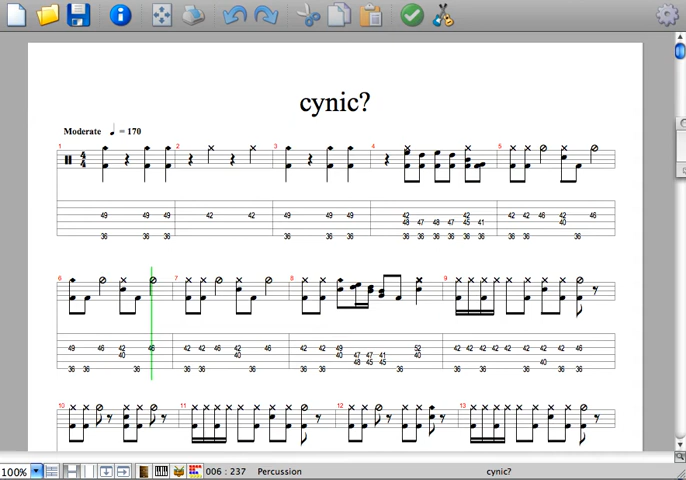 cynic?
Moderate = 170
1 2 3 4 5
4
4
49 49 49 42 42 49 49 49 42 42 42 46 42 46
48 47 48 45 45 41 40
36 36 36 36 36 36 36 36 36 36 36 36
6 7 8 9
49 46 42 46 42 42 46 42 46 42 42 49 52 42 42 42 42 42 42 42
40 40 40 47 47 41 40 40
48 45 45
36 36 36 36 36 36 36 36 36 36 36 36 36
10 11 12 13
100% 006 : 237 Percussion cynic?